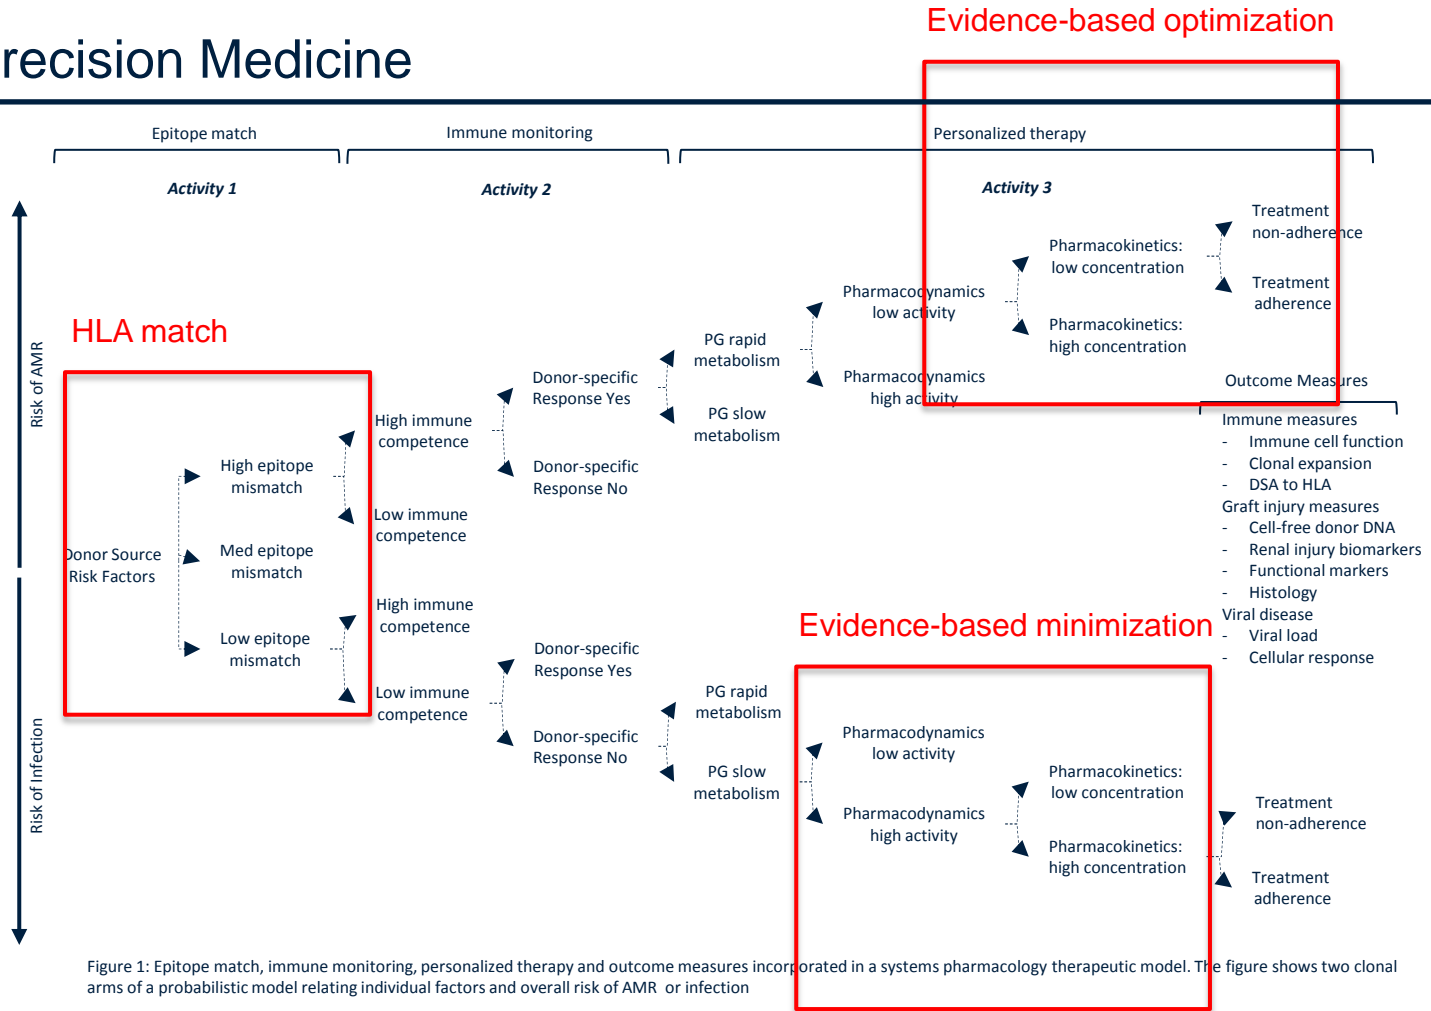 Evidence-based optimization
recision Medicine
Epitope match
Immune monitoring
Personalized therapy
Activity 1
Activity 2
Activity 3
Risk of AMR
Risk of Infection
HLA match
Donor Source
Risk Factors
High epitope
mismatch
Med epitope
mismatch
Low epitope
mismatch
High immune
competence
Low immune
competence
High immune
competence
Low immune
competence
Donor-specific
Response Yes
Donor-specific
Response No
Donor-specific
Response Yes
Donor-specific
Response No
PG rapid
metabolism
PG slow
metabolism
PG rapid
metabolism
PG slow
metabolism
Pharmacodynamics
low activity
Pharmacodynamics
high activity
Pharmacokinetics:
low concentration
Pharmacokinetics:
high concentration
Treatment
non-adherence
Treatment
adherence
Outcome Measures
Immune measures
- Immune cell function
- Clonal expansion
- DSA to HLA
Graft injury measures
- Cell-free donor DNA
- Renal injury biomarkers
- Functional markers
- Histology
Viral disease
- Viral load
- Cellular response
Evidence-based minimization
Pharmacodynamics
low activity
Pharmacodynamics
high activity
Pharmacokinetics:
low concentration
Pharmacokinetics:
high concentration
Treatment
non-adherence
Treatment
adherence
Figure 1: Epitope match, immune monitoring, personalized therapy and outcome measures incorporated in a systems pharmacology therapeutic model. The figure shows two clonal
arms of a probabilistic model relating individual factors and overall risk of AMR or infection